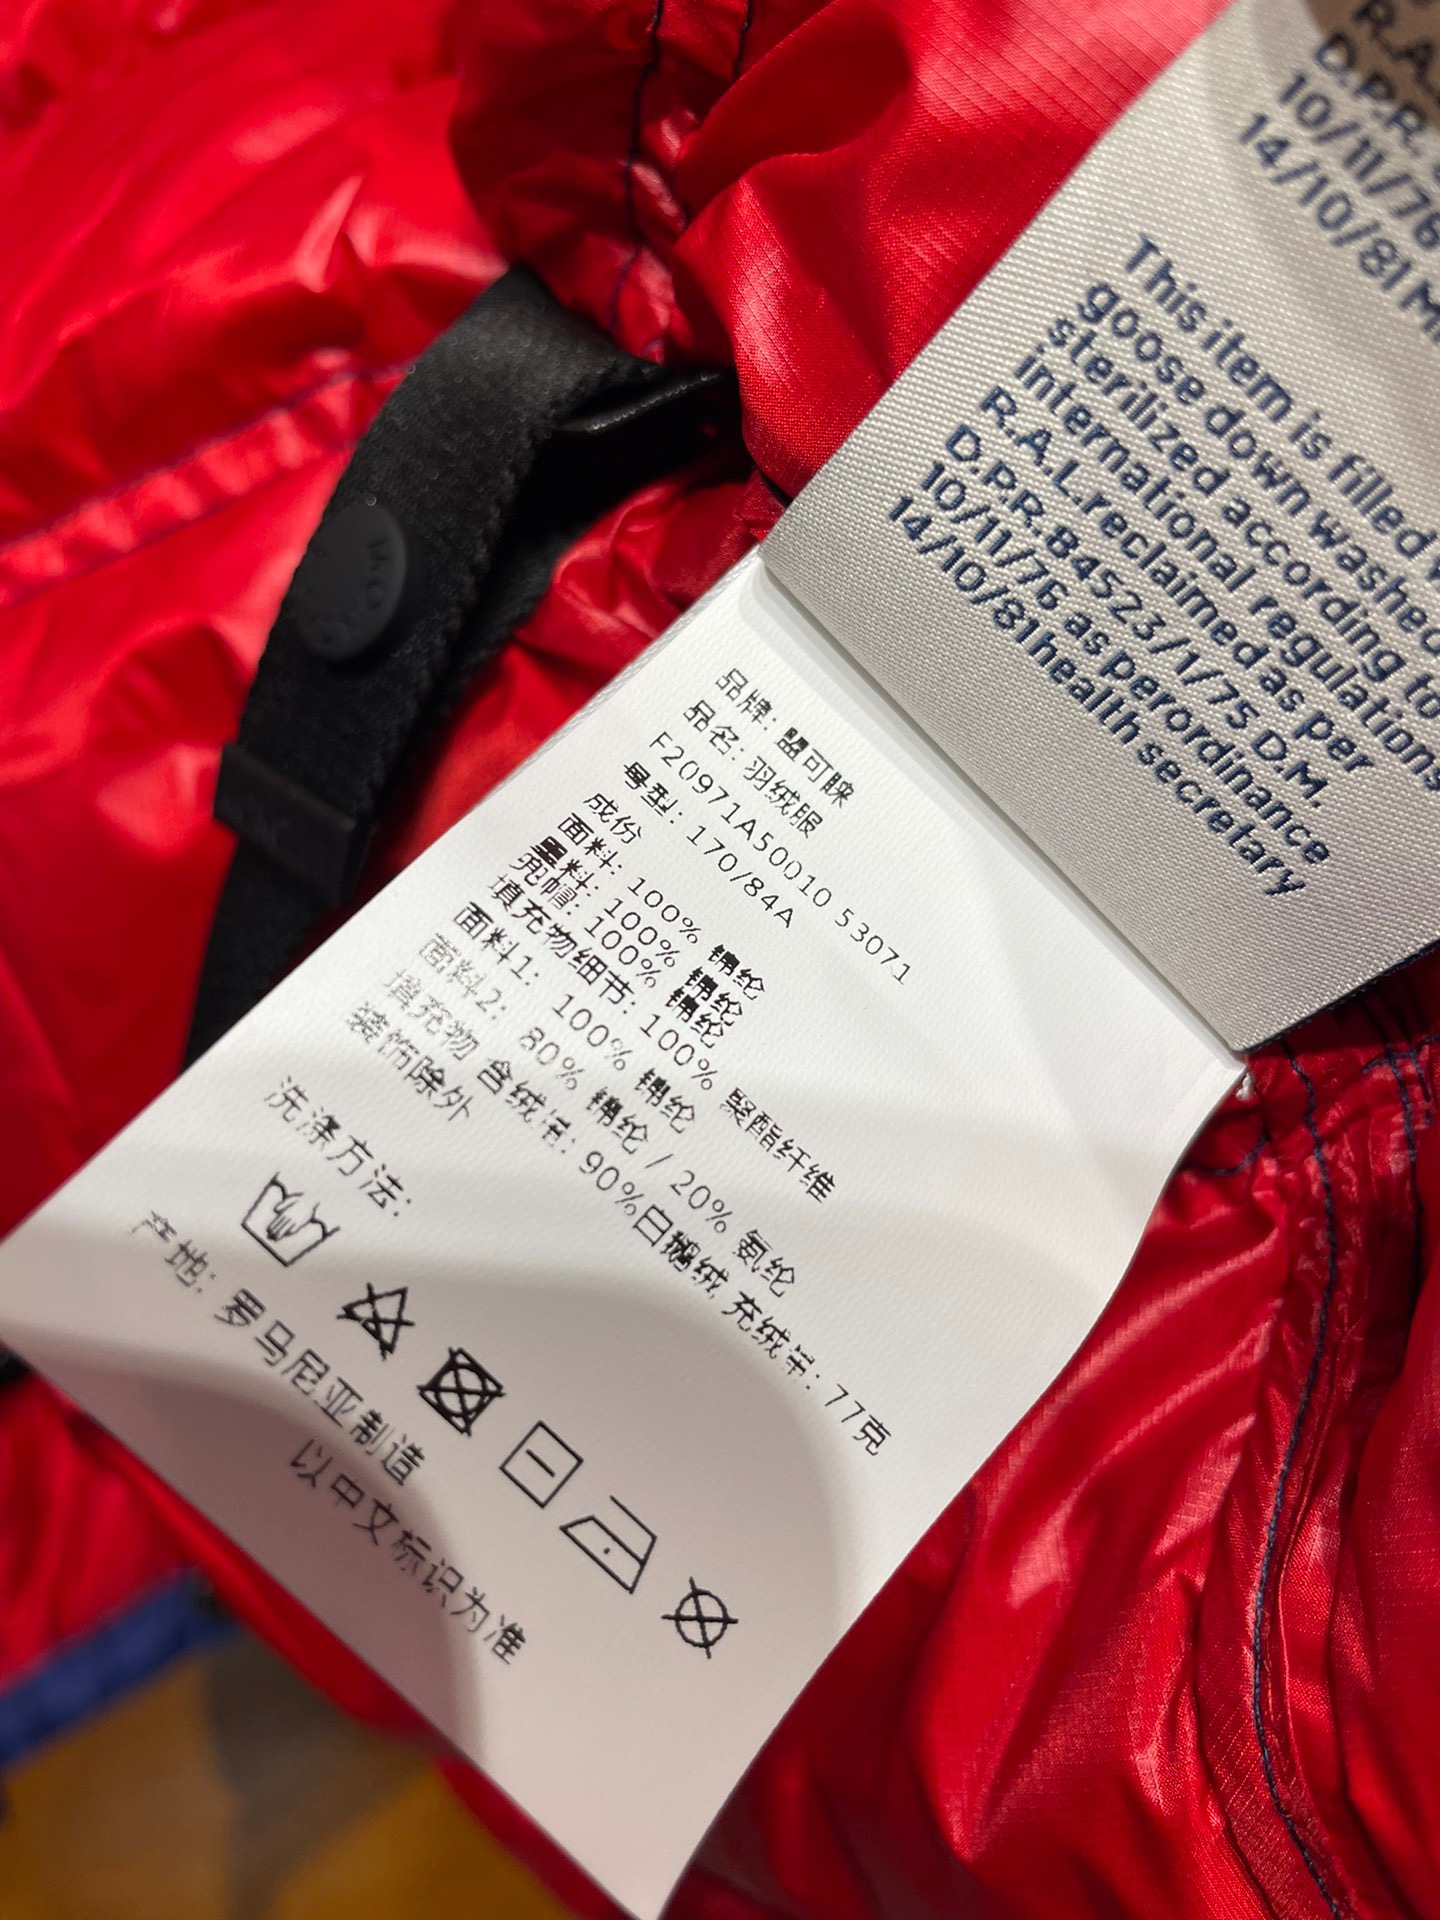 R.A.
D.P.R.
10/11/76
14/10/81 M
This item is filled
goose down washed
sterilized according to
international regulations
R.A.L.reclaimed as per
D.P.R.84523/1/75 D.M.
10/11/76 as perordinance
14/10/81health secretary
品牌: 盟可睐
品名: 羽绒服
F20971A50010 53071
号型: 170/84A
成份
面料: 100% 锦纶
里料: 100% 锦纶
兜帽: 100% 锦纶
填充物细节: 100% 聚酯纤维
面料1: 100% 锦纶
面料2: 80% 锦纶 / 20% 氨纶
填充物 含绒量: 90%白鹅绒 充绒量: 77克
装饰除外
洗涤方法:
产地: 罗马尼亚制造
以中文标识为准